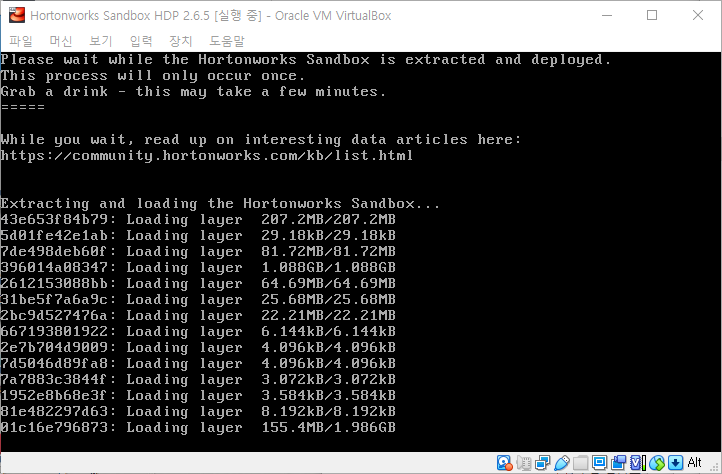 Hortonworks Sandbox HDP 2.6.5 [실행 중] - Oracle VM VirtualBox
파일 머신 보기 입력 장치 도움말
Please wait while the Hortonworks Sandbox is extracted and deployed.
This process will only occur once.
Grab a drink - this may take a few minutes.
=====
While you wait, read up on interesting data articles here:
https://community.hortonworks.com/kb/list.html
Extracting and loading the Hortonworks Sandbox...
43e653f84b79: Loading layer  207.2MB/207.2MB
5d01fe42e1ab: Loading layer  29.18kB/29.18kB
7de498deb60f: Loading layer  81.72MB/81.72MB
396014a08347: Loading layer  1.088GB/1.088GB
2612153088bb: Loading layer  64.69MB/64.69MB
31be5f7a6a9c: Loading layer  25.68MB/25.68MB
2bc9d527476a: Loading layer  22.21MB/22.21MB
667193801922: Loading layer  6.144kB/6.144kB
2e7b704d9009: Loading layer  4.096kB/4.096kB
7d5046d89fa8: Loading layer  4.096kB/4.096kB
7a7883c3844f: Loading layer  3.072kB/3.072kB
1952e8b68e3f: Loading layer  3.584kB/3.584kB
81e482297d63: Loading layer  8.192kB/8.192kB
01c16e796873: Loading layer  155.4MB/1.986GB
Alt